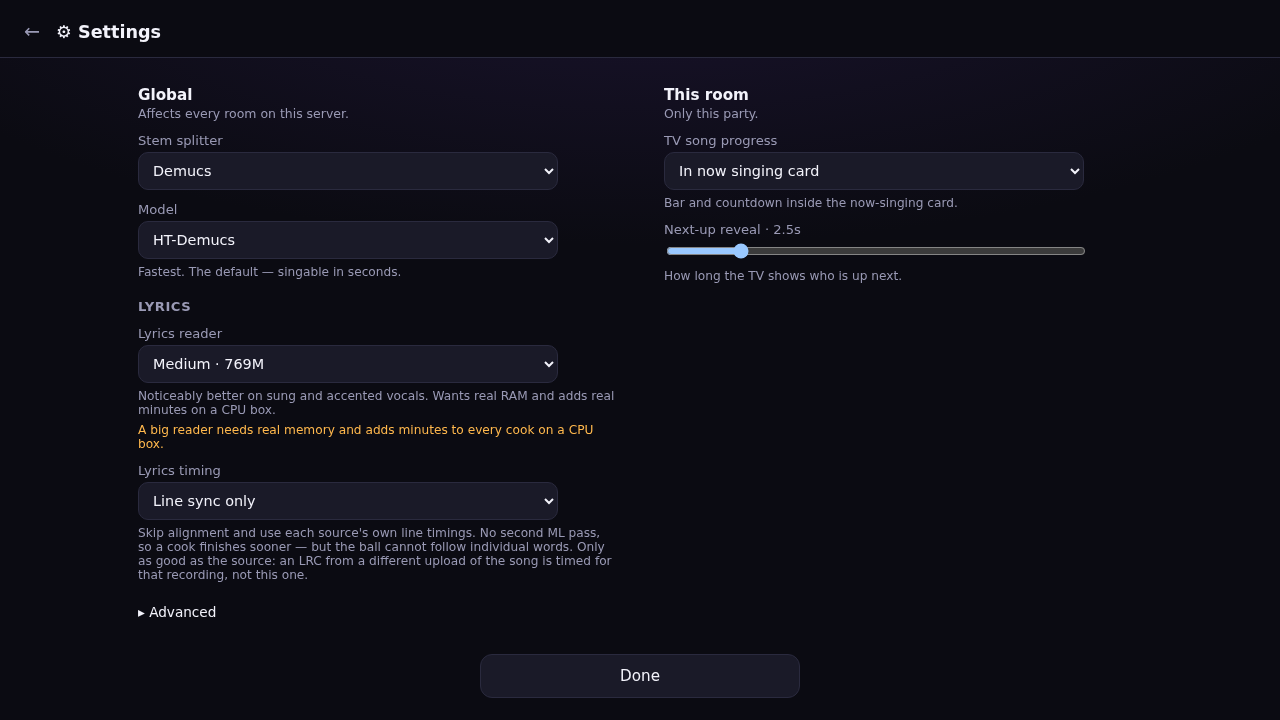 ← ⚙ Settings
Global
Affects every room on this server.
Stem splitter
Demucs
Model
HT-Demucs
Fastest. The default — singable in seconds.
LYRICS
Lyrics reader
Medium · 769M
Noticeably better on sung and accented vocals. Wants real RAM and adds real
minutes on a CPU box.
A big reader needs real memory and adds minutes to every cook on a CPU
box.
Lyrics timing
Line sync only
Skip alignment and use each source's own line timings. No second ML pass,
so a cook finishes sooner — but the ball cannot follow individual words. Only
as good as the source: an LRC from a different upload of the song is timed for
that recording, not this one.
▸ Advanced
This room
Only this party.
TV song progress
In now singing card
Bar and countdown inside the now-singing card.
Next-up reveal · 2.5s
How long the TV shows who is up next.
Done